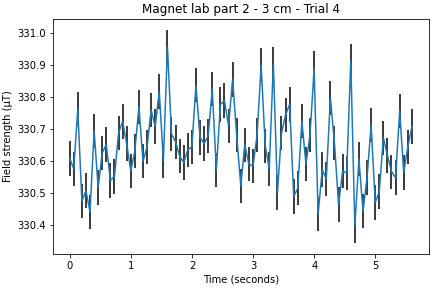 Magnet lab part 2 - 3 cm - Trial 4
Field strength (μT)
331.0
330.9
330.8
330.7
330.6
330.5
330.4
0 1 2 3 4 5
Time (seconds)